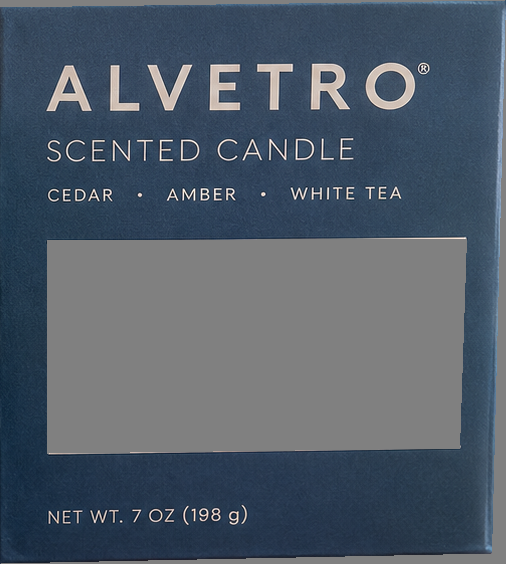 ALVETRO®
SCENTED CANDLE
CEDAR • AMBER • WHITE TEA
NET WT. 7 OZ (198 g)